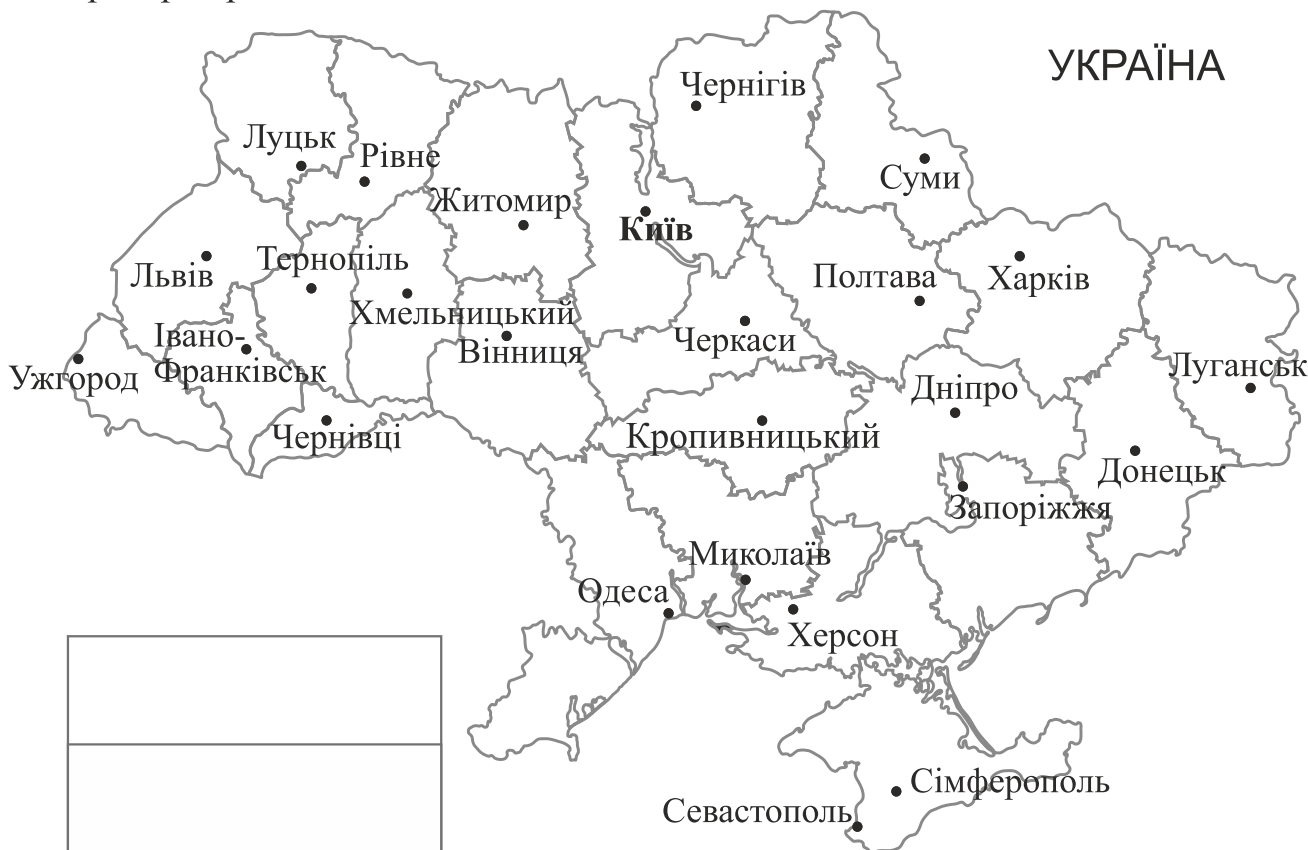 УКРАЇНА
Чернігів
Луцьк
Рівне
Суми
Житомир
Київ
Львів
Тернопіль
Полтава
Харків
Хмельницький
Івано-
Франківськ
Вінниця
Черкаси
Ужгород
Луганськ
Дніпро
Чернівці
Кропивницький
Донецьк
Запоріжжя
Миколаїв
Одеса
Херсон
Сімферополь
Севастополь